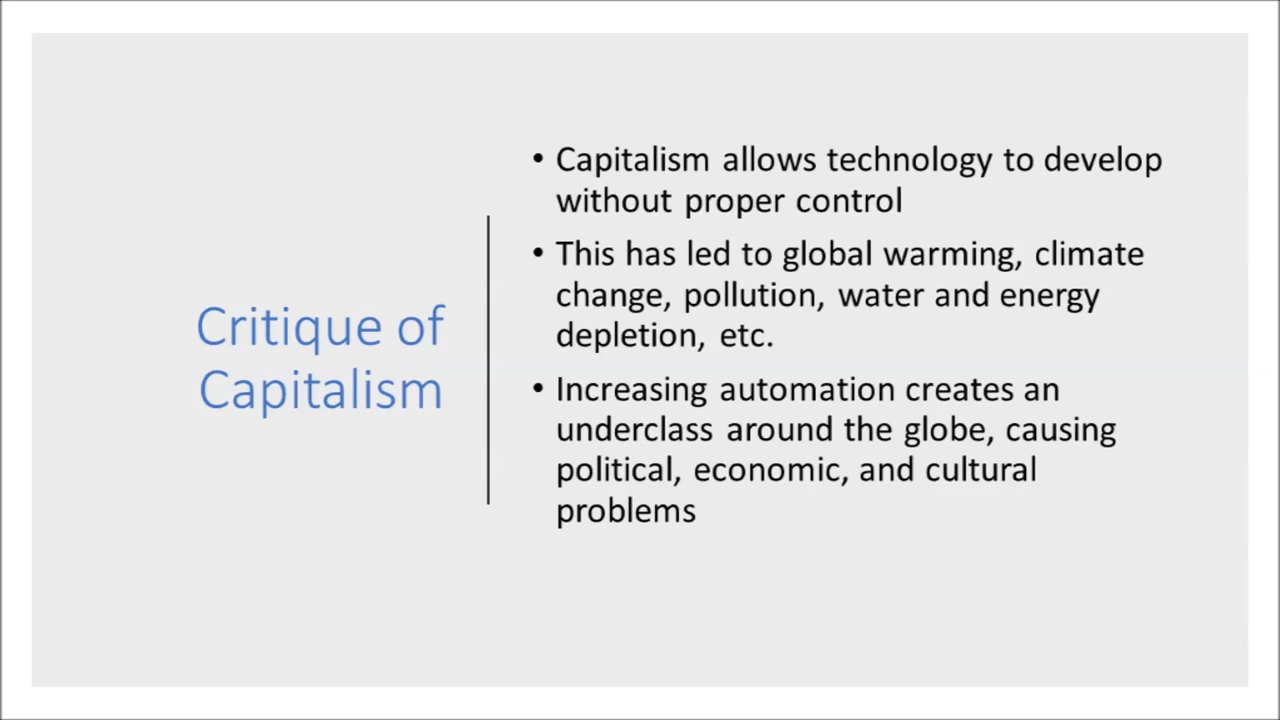 Critique of
Capitalism
• Capitalism allows technology to develop
without proper control
• This has led to global warming, climate
change, pollution, water and energy
depletion, etc.
• Increasing automation creates an
underclass around the globe, causing
political, economic, and cultural
problems